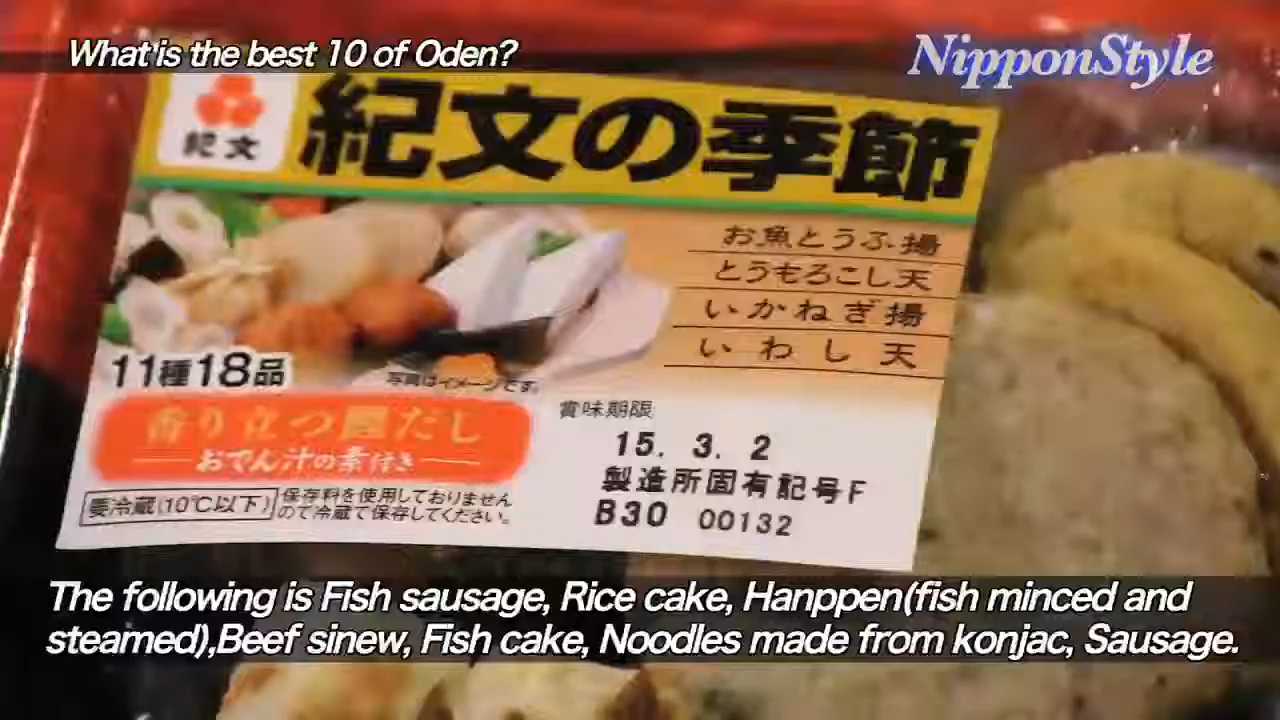 What is the best 10 of Oden?
NipponStyle
紀文の季節
紀文
お魚とうふ揚
とうもろこし天
いかねぎ揚
いわし天
11種18品
写真はイメージです。
香り立つ鰹だし
おでん汁の素付き
要冷蔵(10℃以下)
保存料を使用しておりません
ので冷蔵で保存してください。
賞味期限
15. 3. 2
製造所固有記号F
B30 00132
The following is Fish sausage, Rice cake, Hanppen(fish minced and
steamed),Beef sinew, Fish cake, Noodles made from konjac, Sausage.